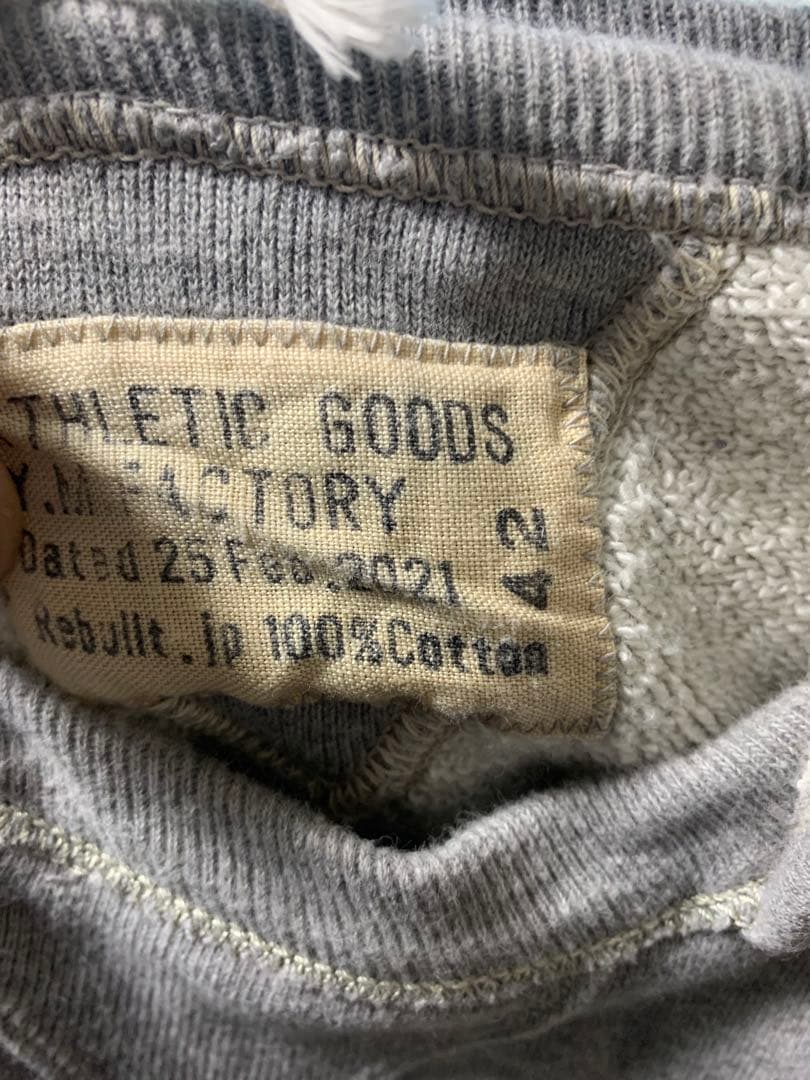 THLETIC GOODS
Y.M FACTORY
Dated 25 Feb.2021
Rebuilt.jp 100%Cotton
42